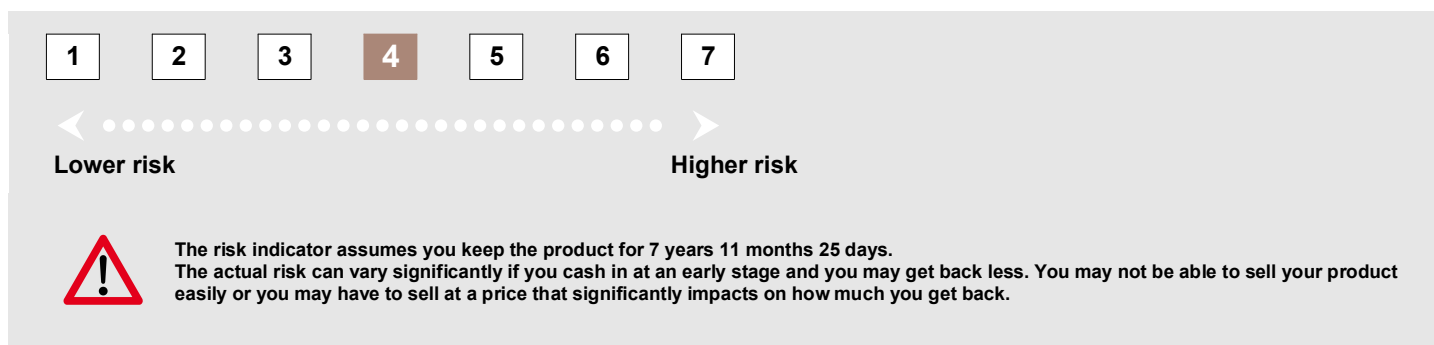 1 2 3 4 5 6 7
Lower risk Higher risk
The risk indicator assumes you keep the product for 7 years 11 months 25 days.
The actual risk can vary significantly if you cash in at an early stage and you may get back less. You may not be able to sell your product
easily or you may have to sell at a price that significantly impacts on how much you get back.